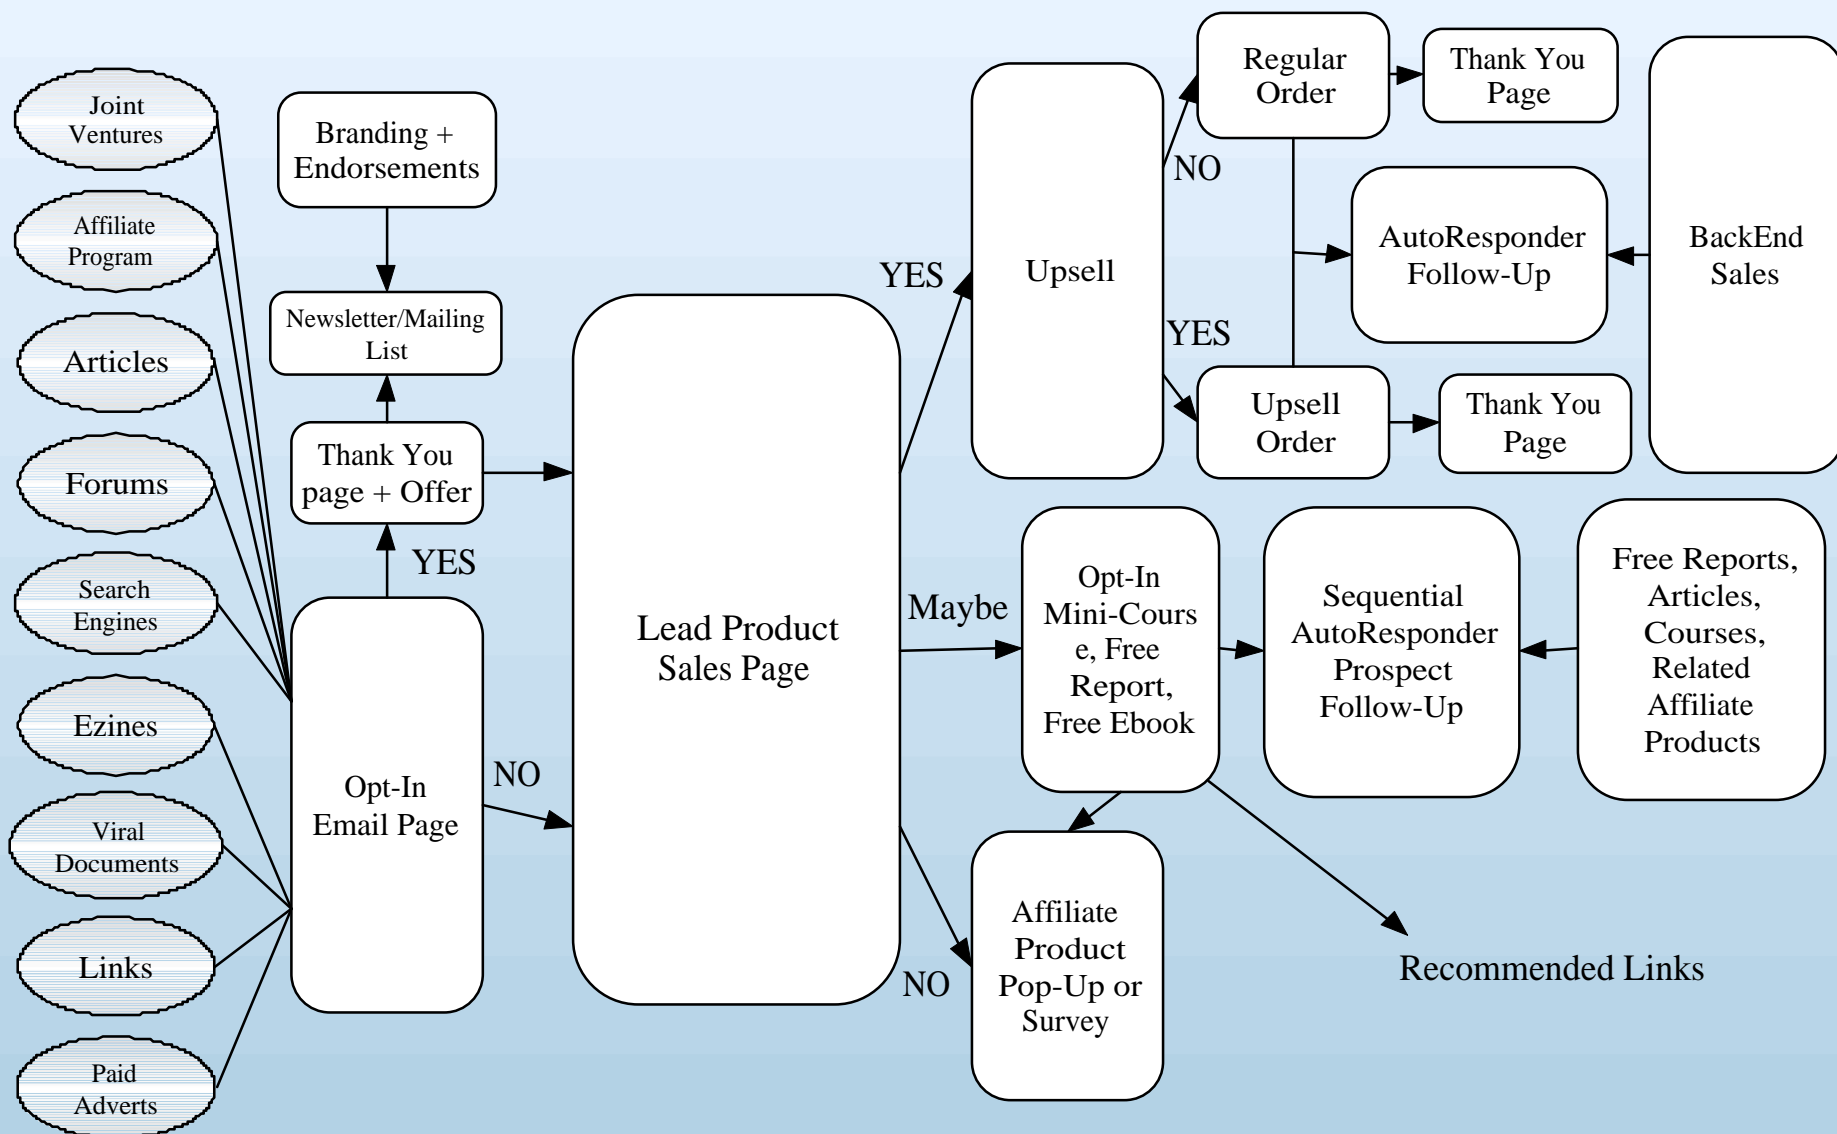 Joint
Ventures
Affiliate
Program
Articles
Forums
Search
Engines
Ezines
Viral
Documents
Links
Paid
Adverts
Branding +
Endorsements
Newsletter/Mailing
List
Thank You
page + Offer
YES
Opt-In
Email Page
NO
Lead Product
Sales Page
YES
Maybe
NO
Upsell
NO
YES
Regular
Order
Thank You
Page
AutoResponder
Follow-Up
BackEnd
Sales
Upsell
Order
Thank You
Page
Opt-In
Mini-Cours
e, Free
Report,
Free Ebook
Sequential
AutoResponder
Prospect
Follow-Up
Free Reports,
Articles,
Courses,
Related
Affiliate
Products
Affiliate
Product
Pop-Up or
Survey
Recommended Links